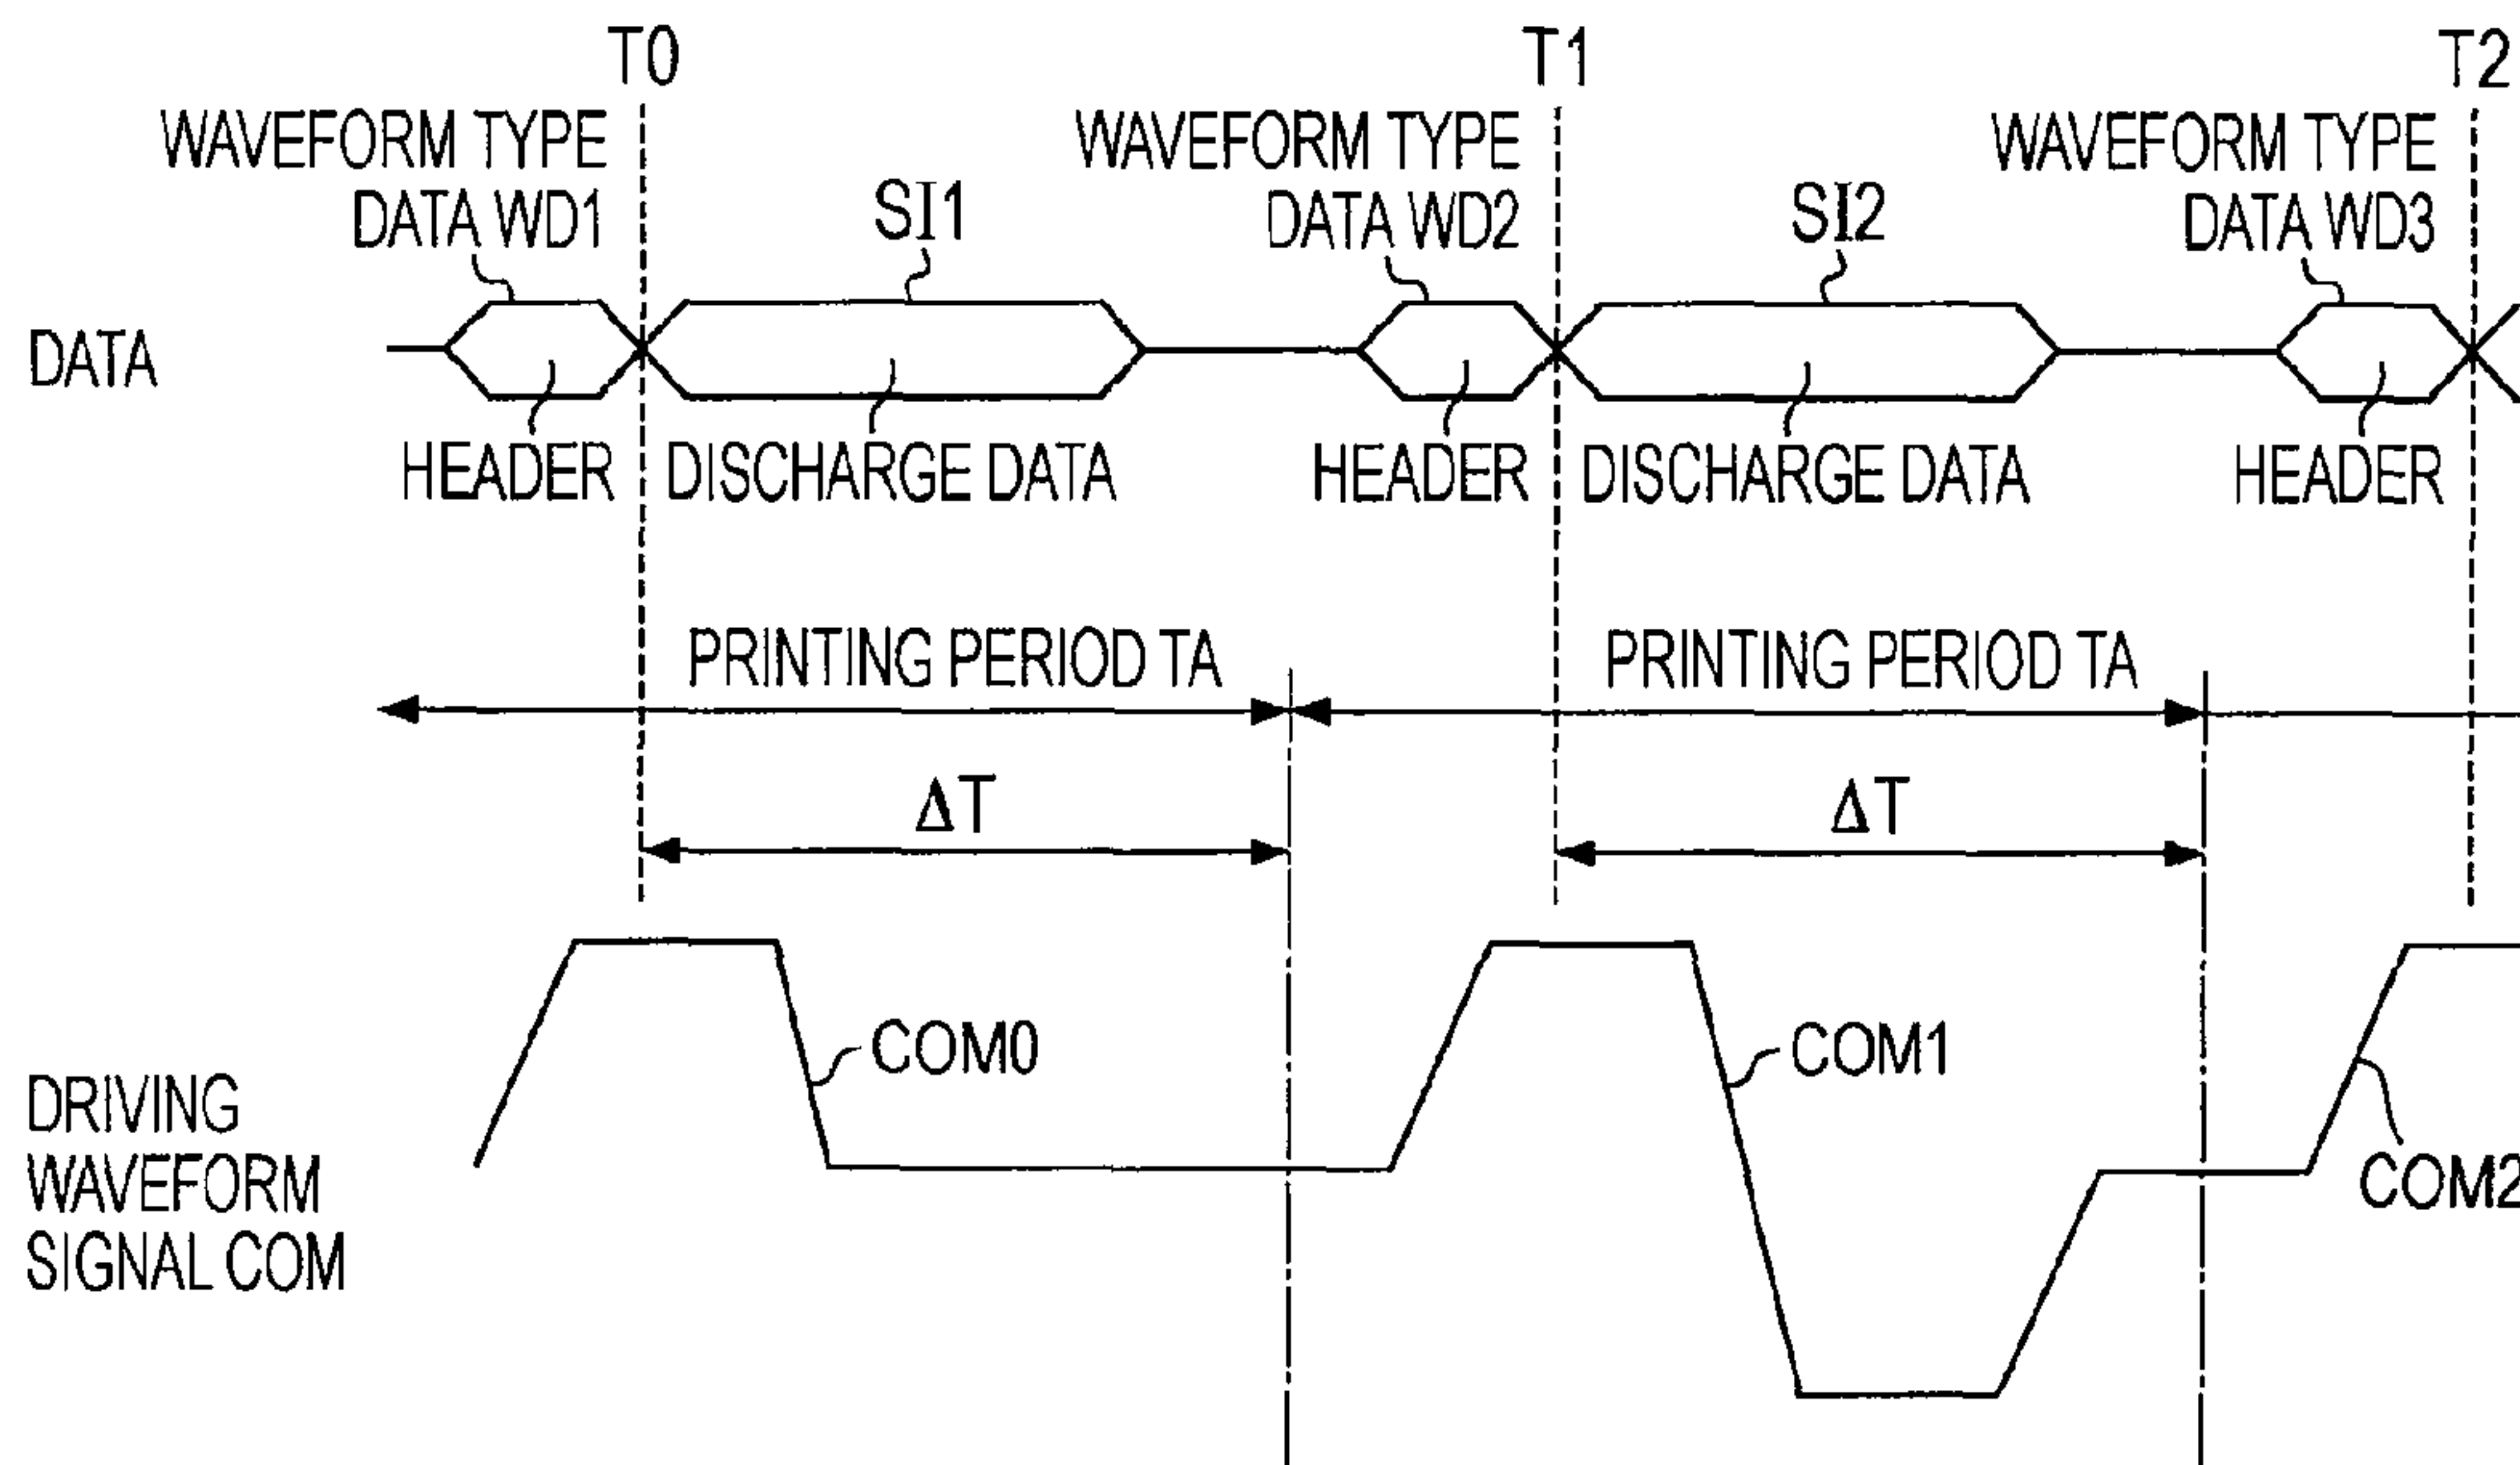 T0 T1 T2
WAVEFORM TYPE WAVEFORM TYPE WAVEFORM TYPE
DATA WD1 SI1 DATA WD2 SI2 DATA WD3
DATA
HEADER DISCHARGE DATA HEADER DISCHARGE DATA HEADER
PRINTING PERIOD TA PRINTING PERIOD TA
ΔT ΔT
COM0 COM1
DRIVING
WAVEFORM COM2
SIGNAL COM